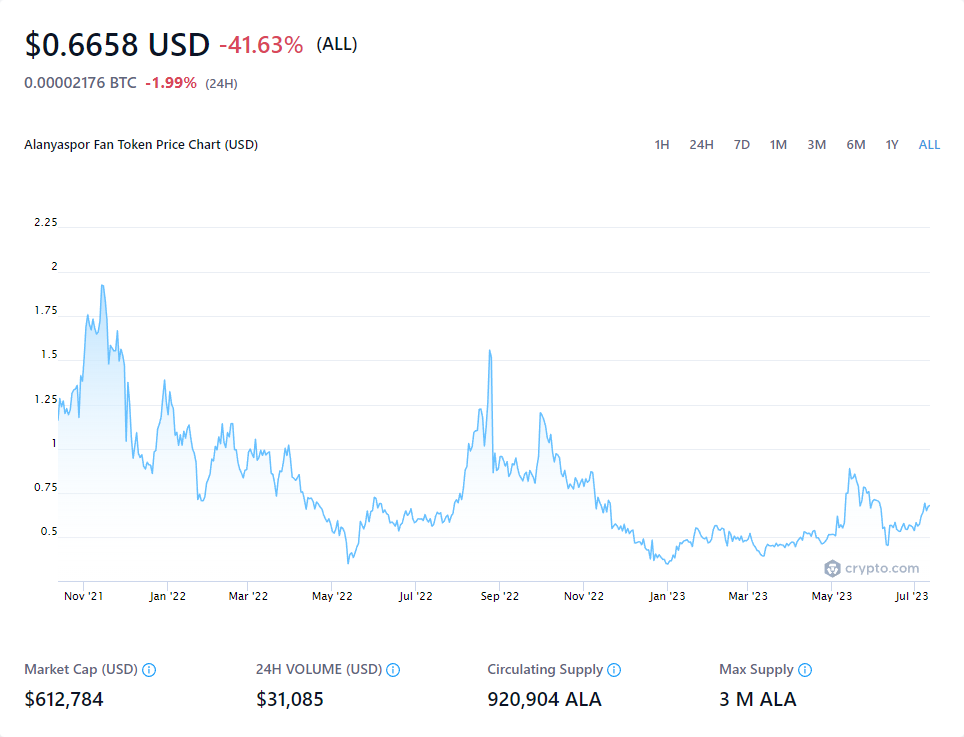 $0.6658 USD -41.63% (ALL)
0.00002176 BTC -1.99% (24H)
Alanyaspor Fan Token Price Chart (USD) 1H 24H 7D 1M 3M 6M 1Y ALL
2.25
2
1.75
1.5
1.25
1
0.75
0.5
crypto.com
Nov '21 Jan '22 Mar '22 May '22 Jul '22 Sep '22 Nov '22 Jan '23 Mar '23 May '23 Jul '23
Market Cap (USD) 24H VOLUME (USD) Circulating Supply Max Supply
$612,784 $31,085 920,904 ALA 3 M ALA